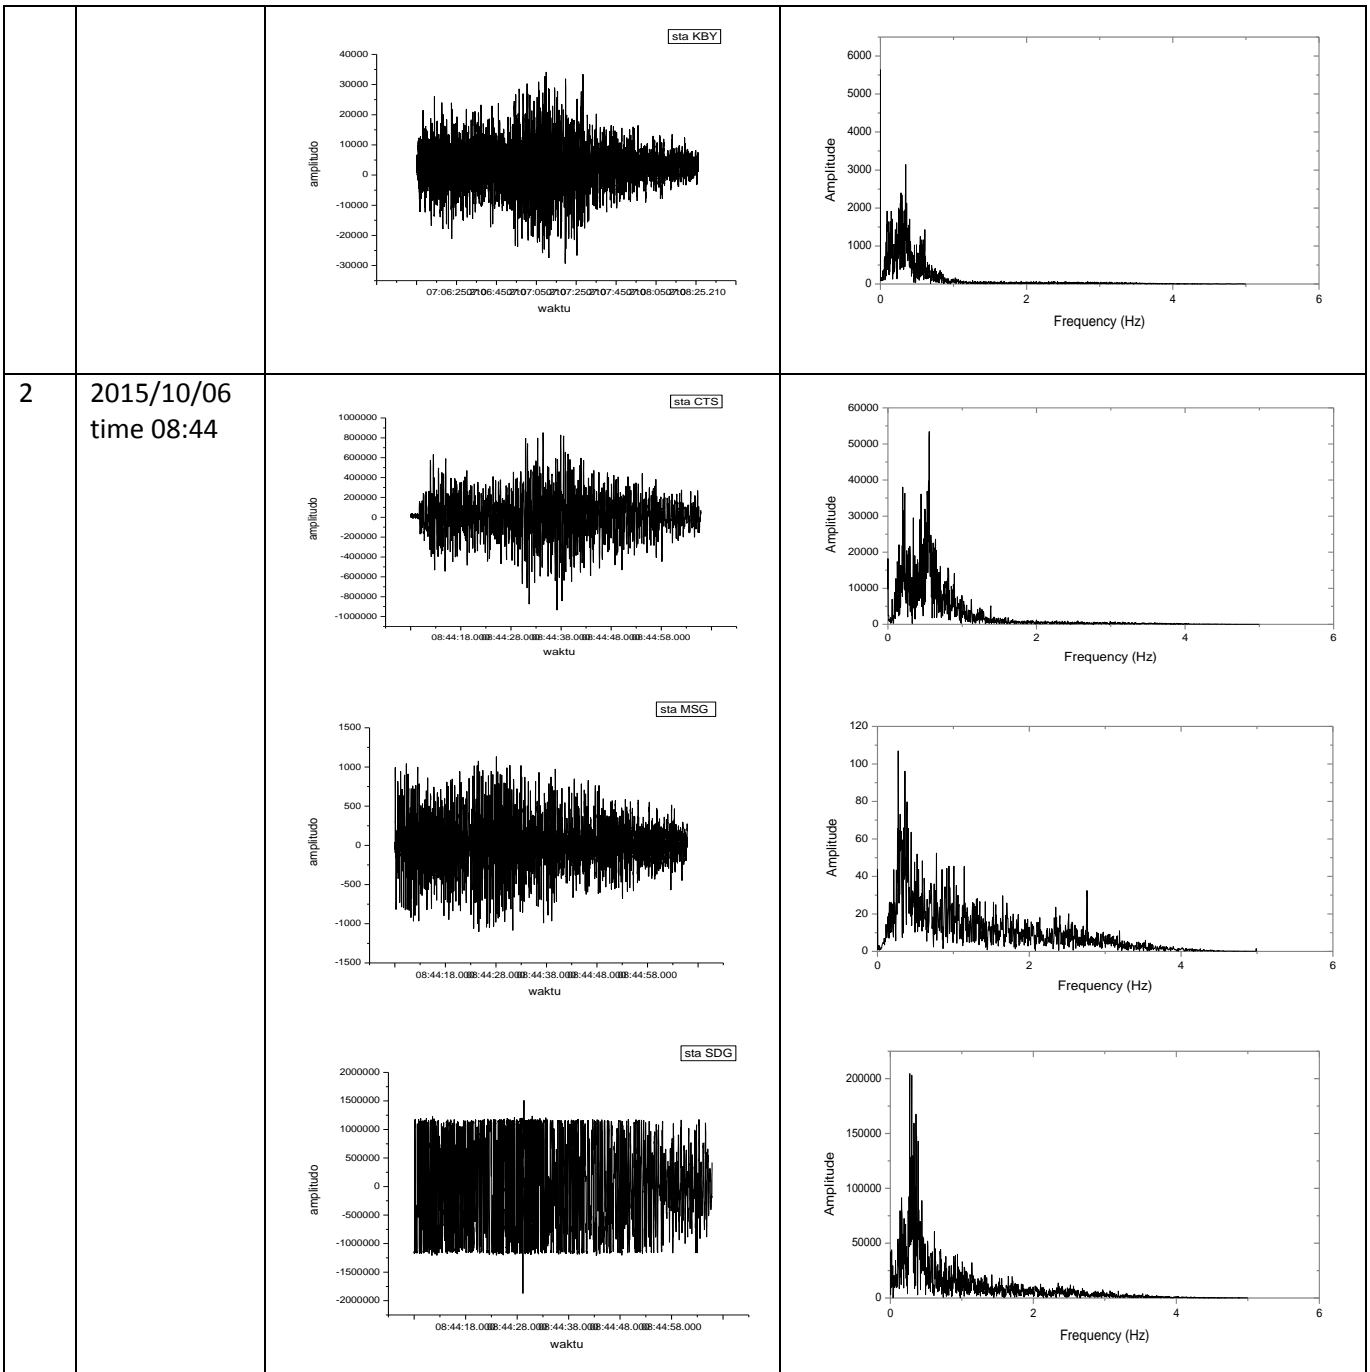 sta KBY
40000
30000
20000
10000
0
-10000
-20000
-30000
amplitudo
waktu
6000
5000
4000
3000
2000
1000
0
Amplitude
0 2 4 6
Frequency (Hz)
2
2015/10/06
time 08:44
sta CTS
1000000
800000
600000
400000
200000
0
-200000
-400000
-600000
-800000
-1000000
amplitudo
waktu
60000
50000
40000
30000
20000
10000
0
Amplitude
0 2 4 6
Frequency (Hz)
sta MSG
1500
1000
500
0
-500
-1000
-1500
amplitudo
waktu
120
100
80
60
40
20
0
Amplitude
0 2 4 6
Frequency (Hz)
sta SDG
2000000
1500000
1000000
500000
0
-500000
-1000000
-1500000
-2000000
amplitudo
waktu
200000
150000
100000
50000
0
Amplitude
0 2 4 6
Frequency (Hz)